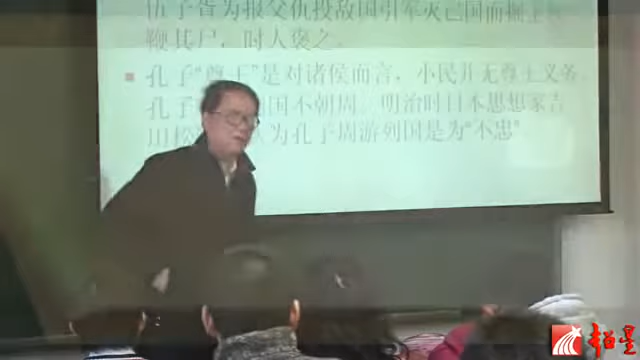 伍子胥为报父仇投敌国引军灭亡国而掘王
鞭其尸，时人褒之。
孔子“尊王”是对诸侯而言，小民并无尊王义务。
孔子 国不朝周。明治时日本思想家吉
田松 为孔子周游列国是为“不忠”
超星